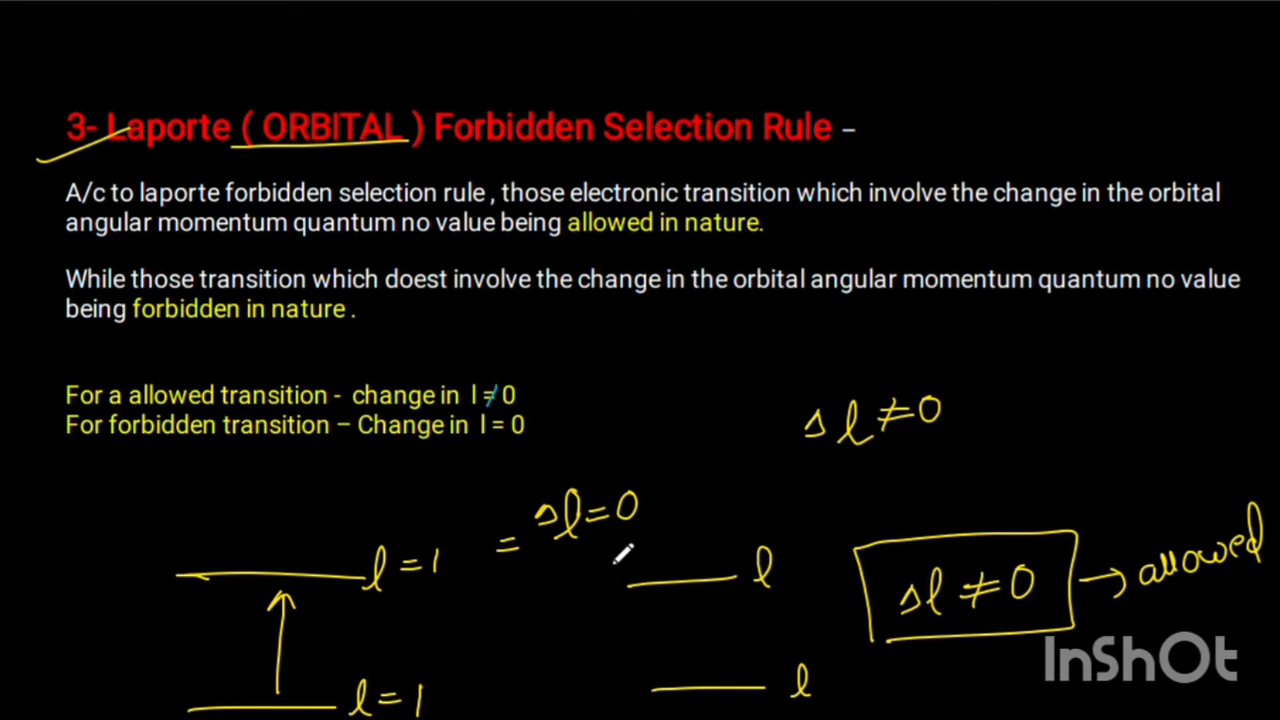 3- Laporte ( ORBITAL ) Forbidden Selection Rule -
A/c to laporte forbidden selection rule , those electronic transition which involve the change in the orbital
angular momentum quantum no value being allowed in nature.
While those transition which doest involve the change in the orbital angular momentum quantum no value
being forbidden in nature .
For a allowed transition - change in l ≠ 0
For forbidden transition – Change in l = 0
Δl ≠ 0
= Δl = 0
l = 1
l
Δl ≠ 0 → allowed
l = 1
l
InShOt